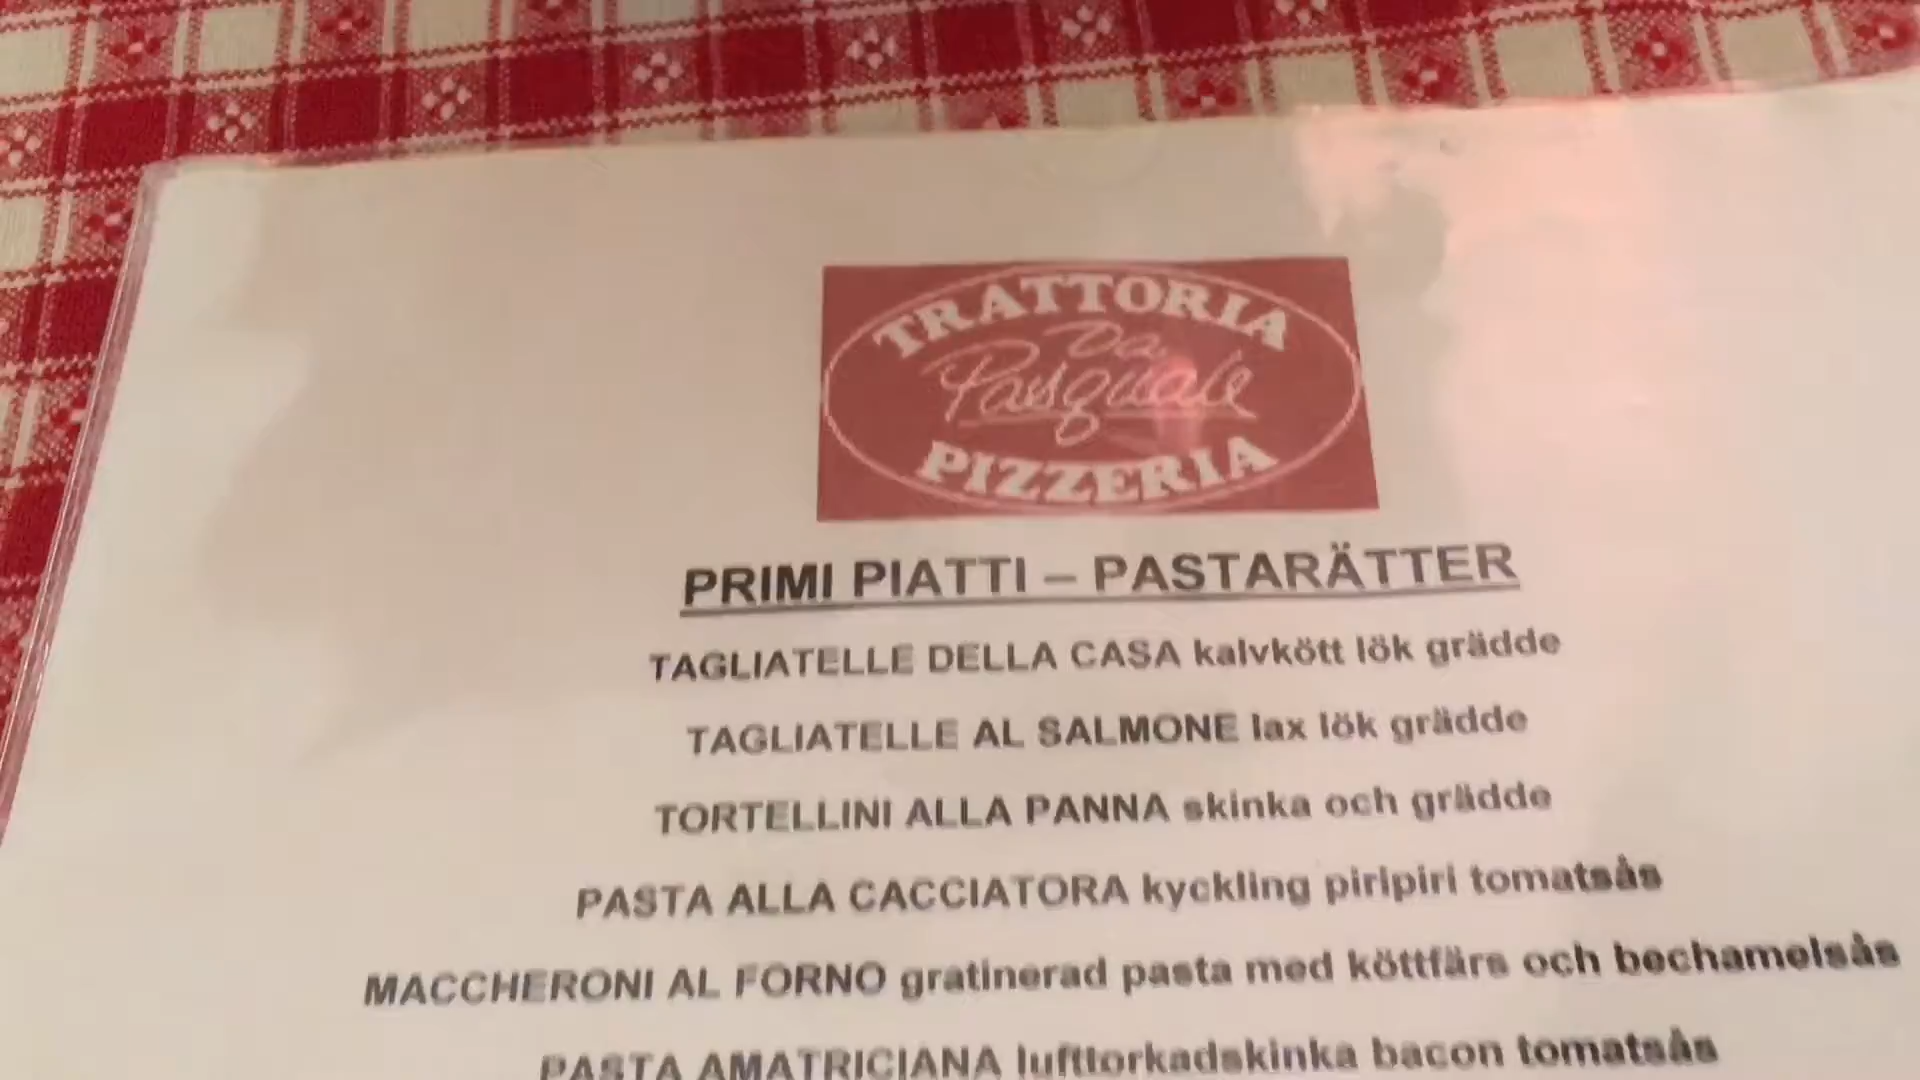 TRATTORIA
Da
Pasquale
PIZZERIA
PRIMI PIATTI – PASTARÄTTER
TAGLIATELLE DELLA CASA kalvkött lök grädde
TAGLIATELLE AL SALMONE lax lök grädde
TORTELLINI ALLA PANNA skinka och grädde
PASTA ALLA CACCIATORA kyckling piripiri tomatsås
MACCHERONI AL FORNO gratinerad pasta med köttfärs och bechamelsås
PASTA AMATRICIANA lufttorkadskinka bacon tomatsås